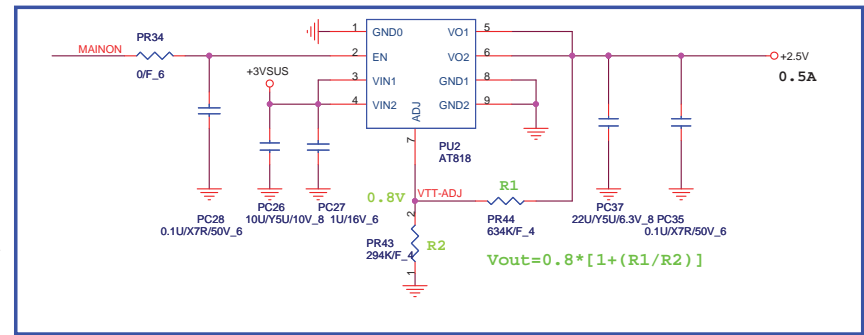 PR34
MAINON
0/F_6
+3VSUS
1
GND0
VO1
5
2
EN
VO2
6
3
VIN1
GND1
8
4
VIN2
GND2
9
ADJ
7
PU2
AT818
+2.5V
0.5A
PC28
0.1U/X7R/50V_6
PC26
10U/Y5U/10V_8
PC27
1U/16V_6
0.8V
VTT-ADJ
R1
PR44
634K/F_4
2
PR43
294K/F_4
R2
1
PC37
22U/Y5U/6.3V_8
PC35
0.1U/X7R/50V_6
Vout=0.8*[1+(R1/R2)]